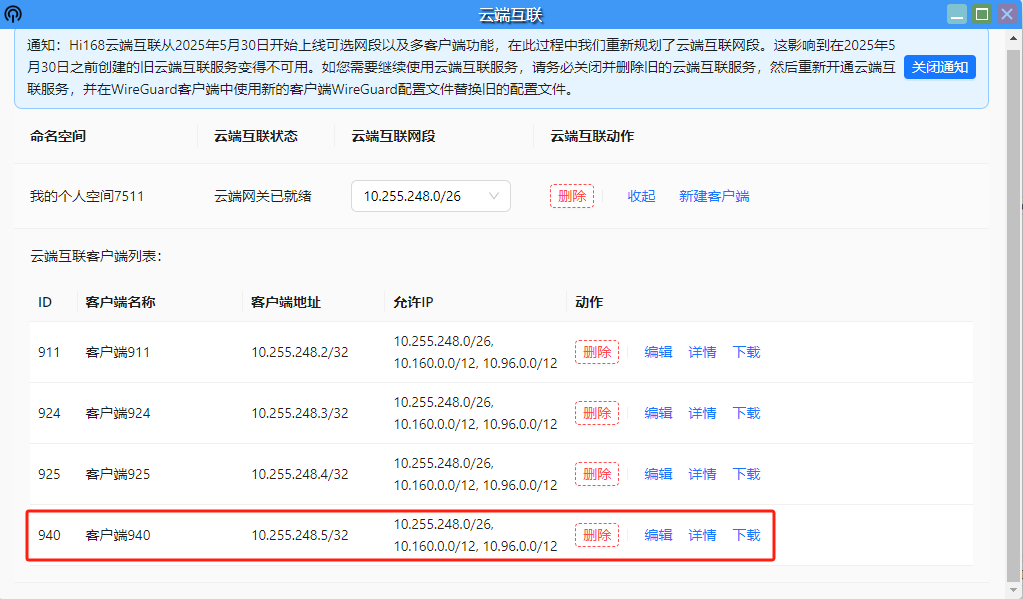 云端互联
通知：Hi168云端互联从2025年5月30日开始上线可选网段以及多客户端功能，在此过程中我们重新规划了云端互联网段。这影响到在2025年5
月30日之前创建的旧云端互联服务变得不可用。如您需要继续使用云端互联服务，请务必关闭并删除旧的云端互联服务，然后重新开通云端互
联服务，并在WireGuard客户端中使用新的客户端WireGuard配置文件替换旧的配置文件。
关闭通知
命名空间 云端互联状态 云端互联网段 云端互联动作
我的个人空间7511 云端网关已就绪 10.255.248.0/26 删除 收起 新建客户端
云端互联客户端列表：
ID 客户端名称 客户端地址 允许IP 动作
911 客户端911 10.255.248.2/32 10.255.248.0/26,
10.160.0.0/12, 10.96.0.0/12 删除 编辑 详情 下载
924 客户端924 10.255.248.3/32 10.255.248.0/26,
10.160.0.0/12, 10.96.0.0/12 删除 编辑 详情 下载
925 客户端925 10.255.248.4/32 10.255.248.0/26,
10.160.0.0/12, 10.96.0.0/12 删除 编辑 详情 下载
940 客户端940 10.255.248.5/32 10.255.248.0/26,
10.160.0.0/12, 10.96.0.0/12 删除 编辑 详情 下载